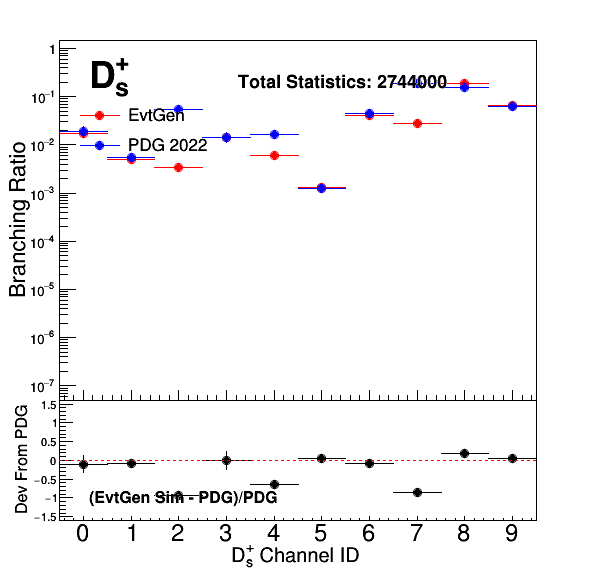 D_s^+
Total Statistics: 2744000
EvtGen
PDG 2022
Branching Ratio
1
10^−1
10^−2
10^−3
10^−4
10^−5
10^−6
10^−7
Dev From PDG
1.5
1
0.5
0
−0.5
−1
−1.5
(EvtGen Sim - PDG)/PDG
0 1 2 3 4 5 6 7 8 9
D_s^+ Channel ID